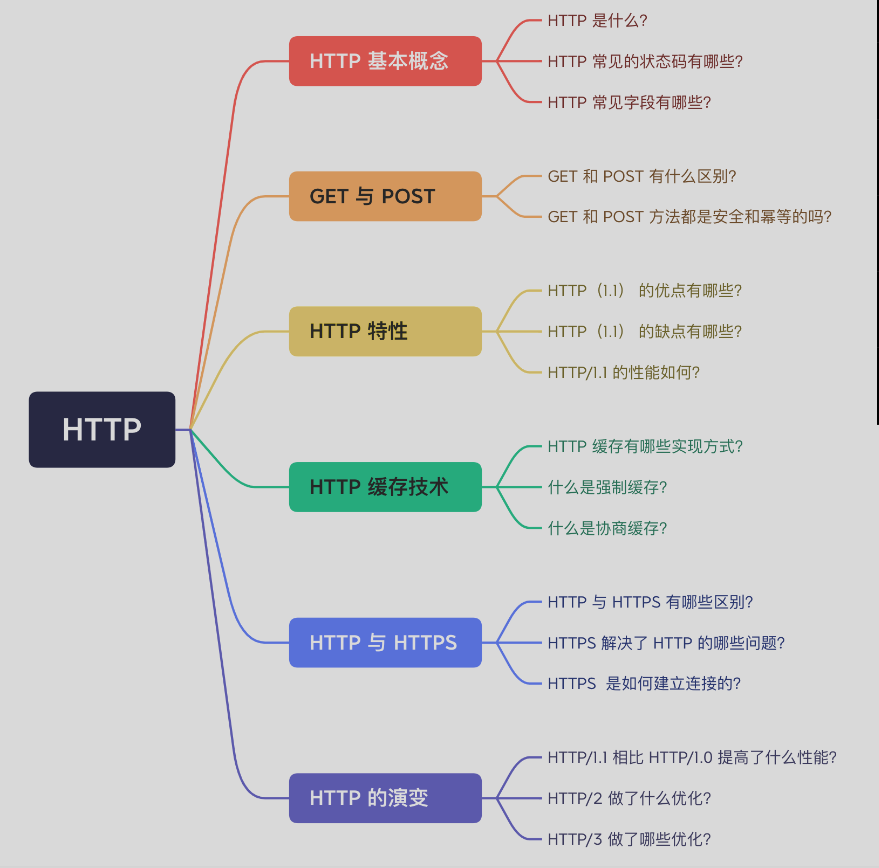 HTTP
HTTP 基本概念
HTTP 是什么?
HTTP 常见的状态码有哪些?
HTTP 常见字段有哪些?
GET 与 POST
GET 和 POST 有什么区别?
GET 和 POST 方法都是安全和幂等的吗?
HTTP 特性
HTTP（1.1） 的优点有哪些?
HTTP（1.1） 的缺点有哪些?
HTTP/1.1 的性能如何?
HTTP 缓存技术
HTTP 缓存有哪些实现方式?
什么是强制缓存?
什么是协商缓存?
HTTP 与 HTTPS
HTTP 与 HTTPS 有哪些区别?
HTTPS 解决了 HTTP 的哪些问题?
HTTPS 是如何建立连接的?
HTTP 的演变
HTTP/1.1 相比 HTTP/1.0 提高了什么性能?
HTTP/2 做了什么优化?
HTTP/3 做了哪些优化?